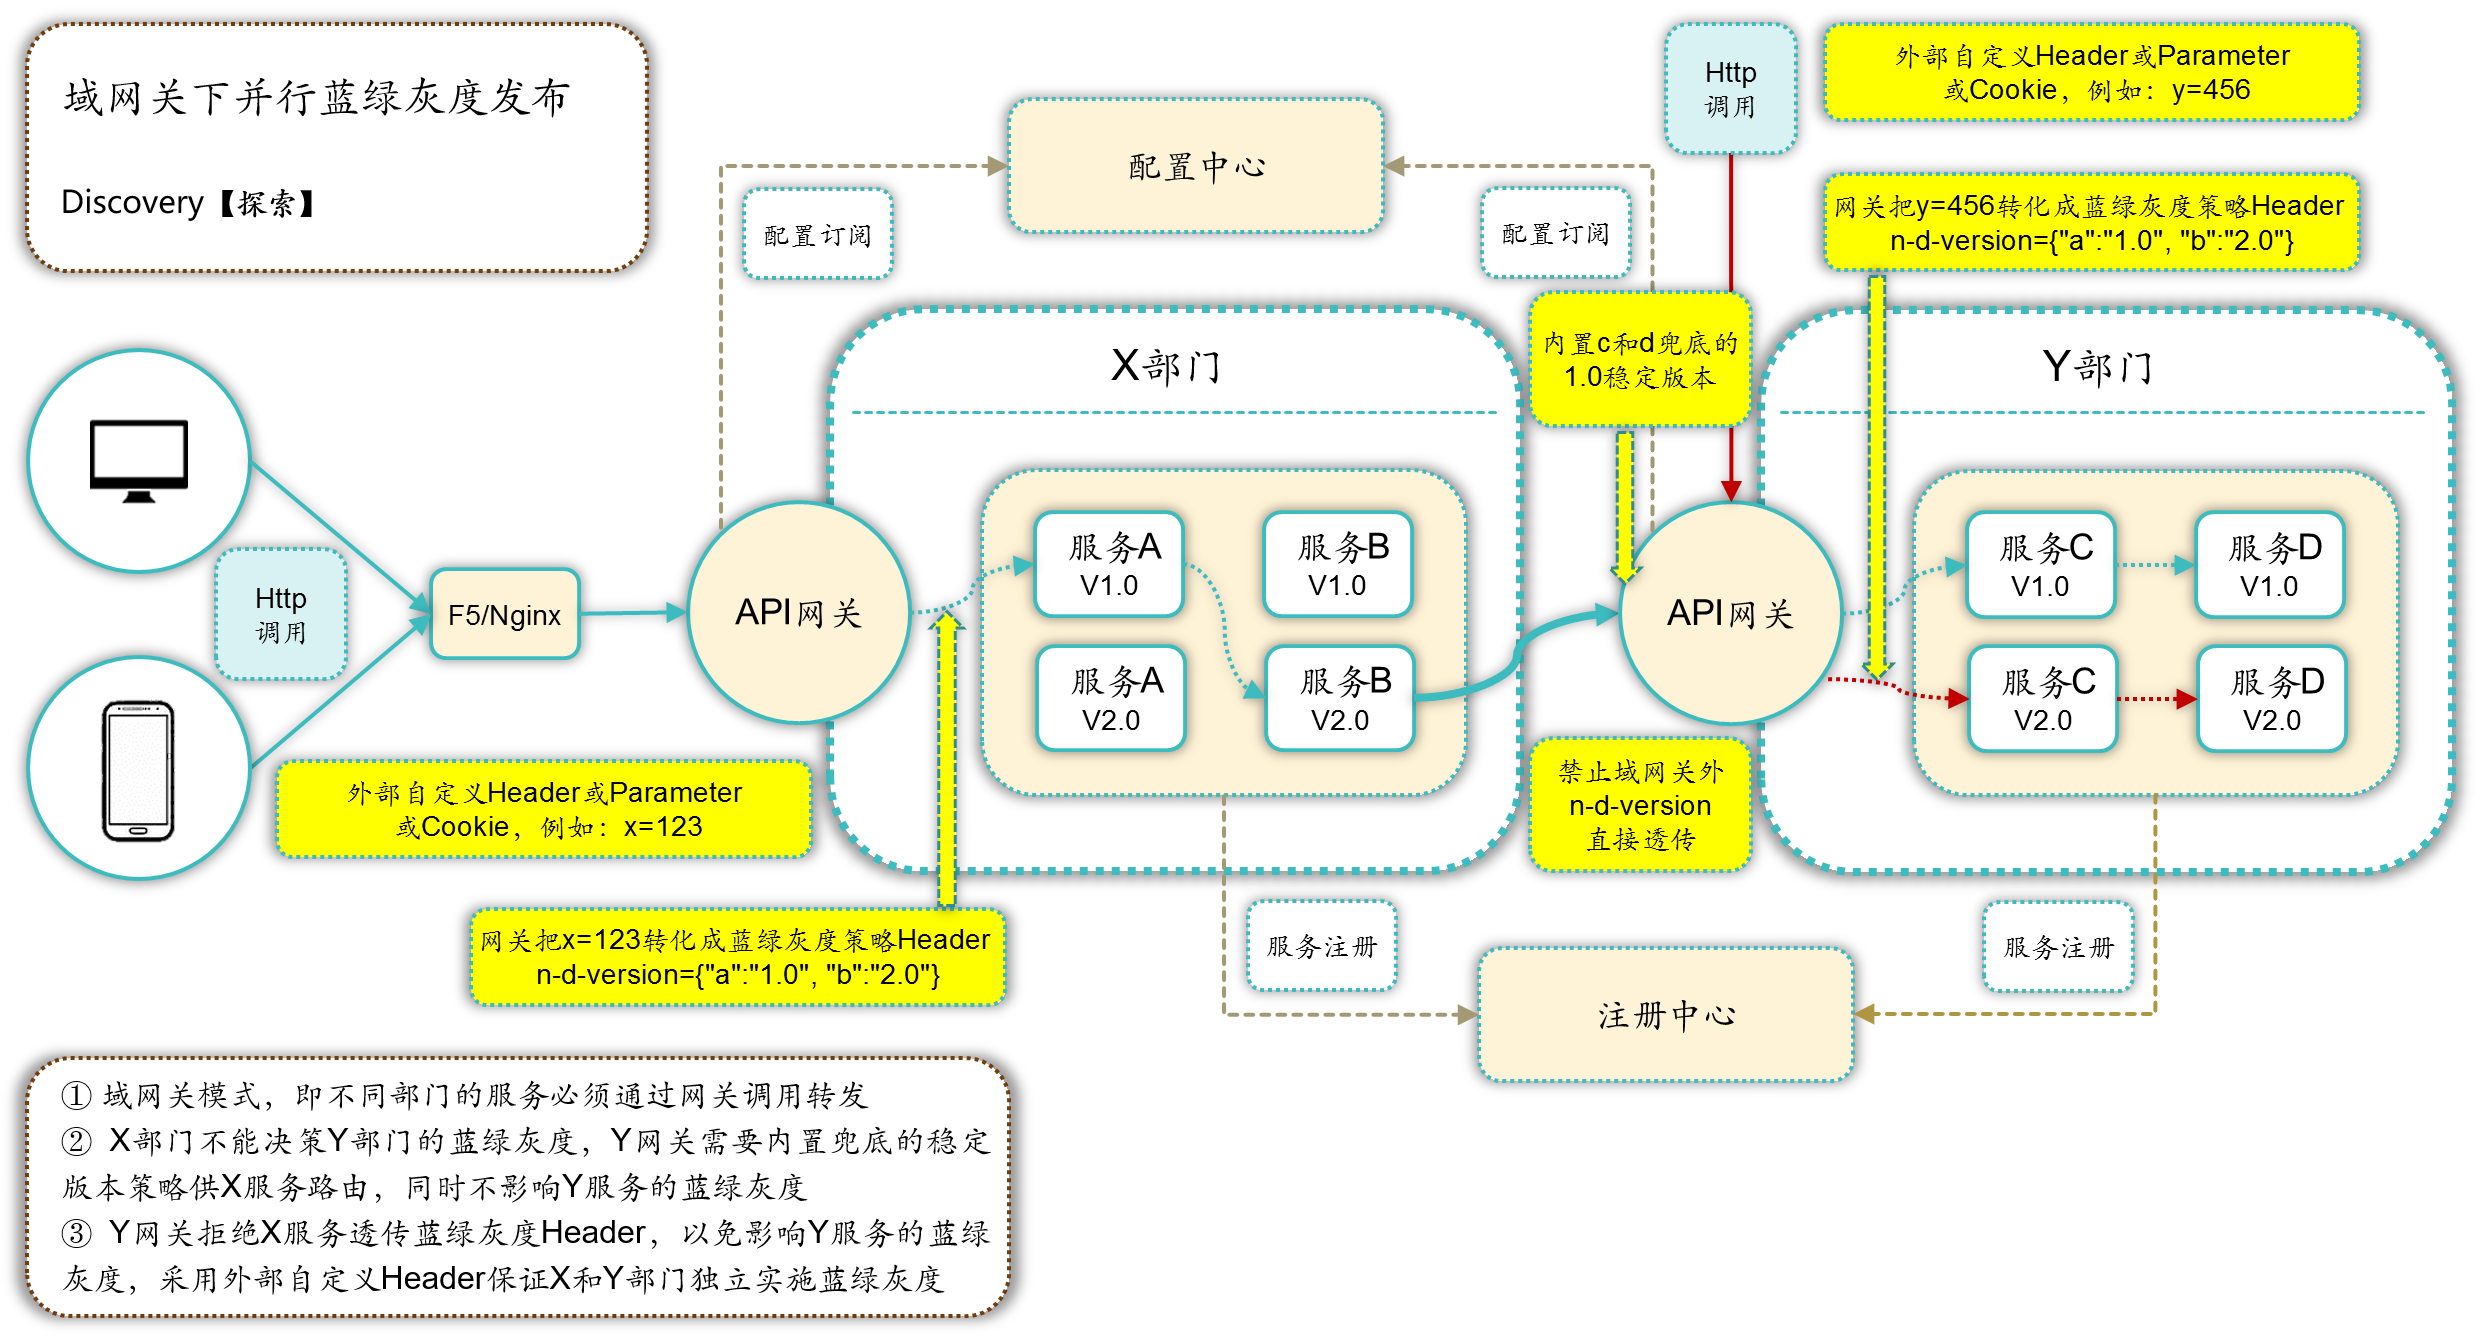 域网关下并行蓝绿灰度发布
Discovery【探索】
Http
调用
外部自定义Header或Parameter
或Cookie，例如：y=456
配置中心
配置订阅
配置订阅
网关把y=456转化成蓝绿灰度策略Header
n-d-version={"a":"1.0", "b":"2.0"}
内置c和d兜底的
1.0稳定版本
X部门
Y部门
Http
调用
F5/Nginx
API网关
服务A
V1.0
服务B
V1.0
服务A
V2.0
服务B
V2.0
API网关
服务C
V1.0
服务D
V1.0
服务C
V2.0
服务D
V2.0
外部自定义Header或Parameter
或Cookie，例如：x=123
禁止域网关外
n-d-version
直接透传
网关把x=123转化成蓝绿灰度策略Header
n-d-version={"a":"1.0", "b":"2.0"}
服务注册
服务注册
注册中心
① 域网关模式，即不同部门的服务必须通过网关调用转发
② X部门不能决策Y部门的蓝绿灰度，Y网关需要内置兜底的稳定
版本策略供X服务路由，同时不影响Y服务的蓝绿灰度
③ Y网关拒绝X服务透传蓝绿灰度Header，以免影响Y服务的蓝绿
灰度，采用外部自定义Header保证X和Y部门独立实施蓝绿灰度